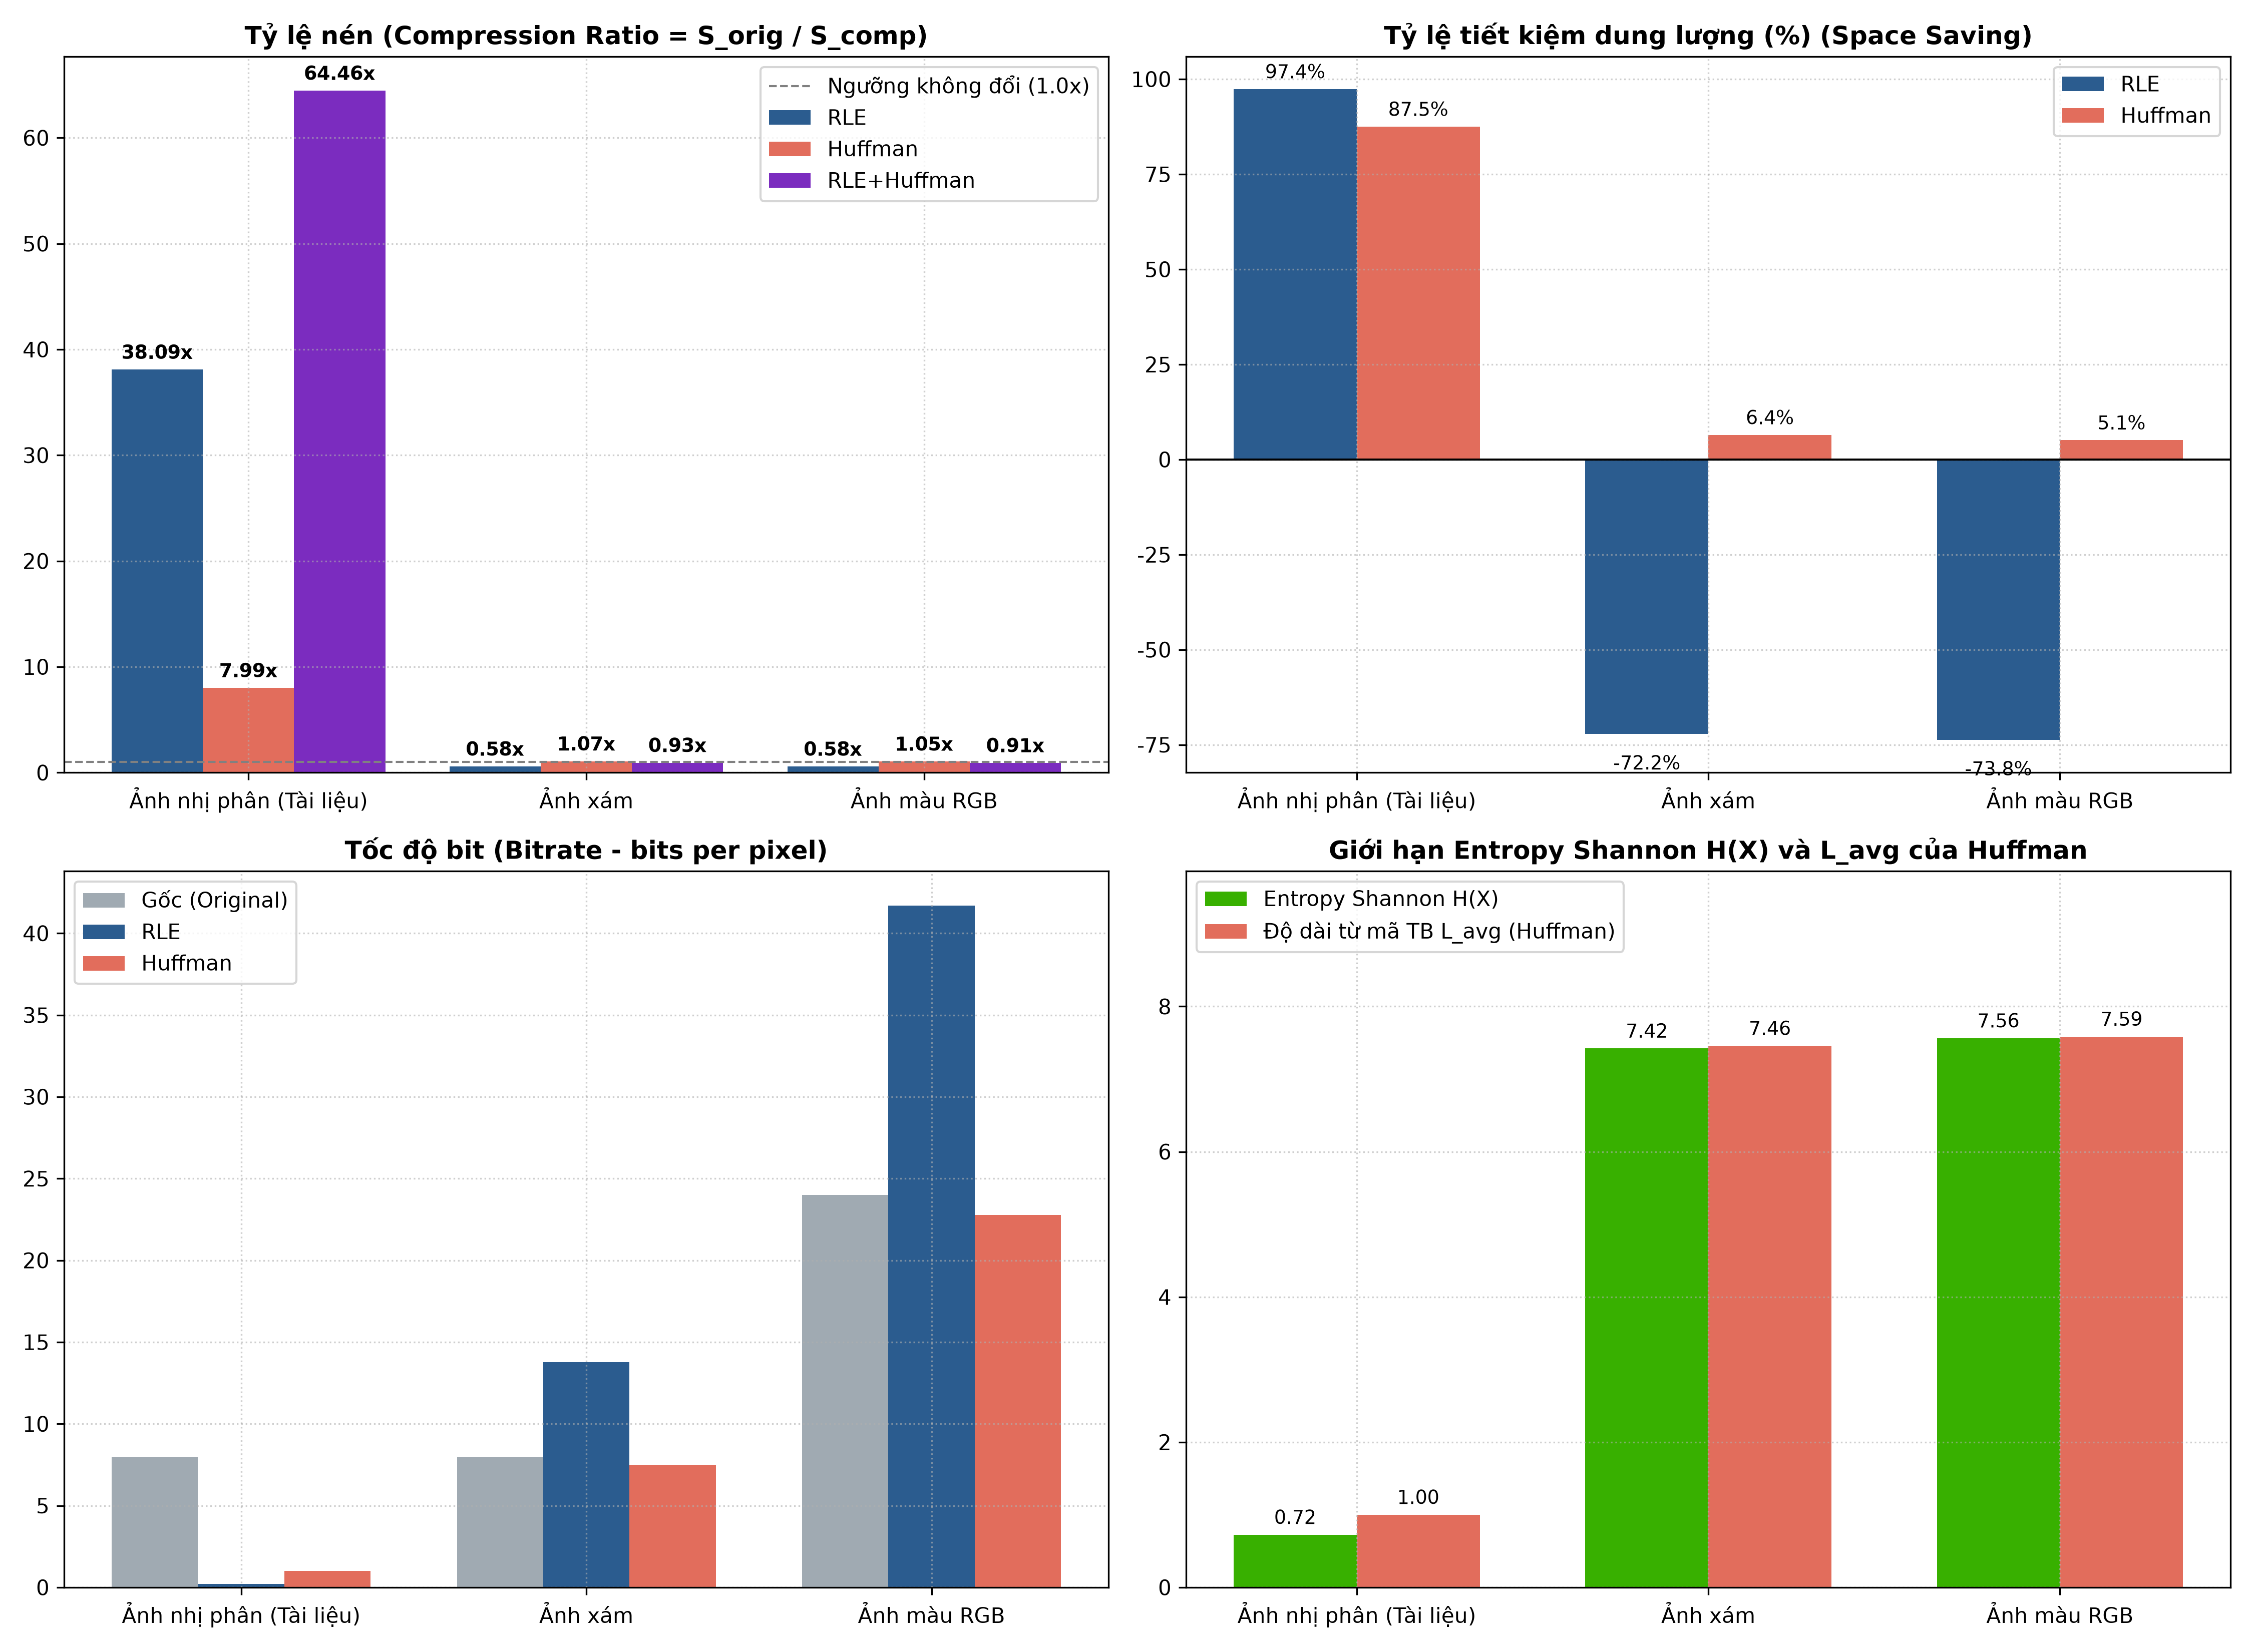 Tỷ lệ nén (Compression Ratio = S_orig / S_comp)
Ngưỡng không đổi (1.0x)
RLE
Huffman
RLE+Huffman
60
50
40
30
20
10
0
38.09x
7.99x
64.46x
0.58x
1.07x
0.93x
0.58x
1.05x
0.91x
Ảnh nhị phân (Tài liệu)
Ảnh xám
Ảnh màu RGB
Tỷ lệ tiết kiệm dung lượng (%) (Space Saving)
RLE
Huffman
100
75
50
25
0
-25
-50
-75
97.4%
87.5%
-72.2%
6.4%
-73.8%
5.1%
Ảnh nhị phân (Tài liệu)
Ảnh xám
Ảnh màu RGB
Tốc độ bit (Bitrate - bits per pixel)
Gốc (Original)
RLE
Huffman
40
35
30
25
20
15
10
5
0
Ảnh nhị phân (Tài liệu)
Ảnh xám
Ảnh màu RGB
Giới hạn Entropy Shannon H(X) và L_avg của Huffman
Entropy Shannon H(X)
Độ dài từ mã TB L_avg (Huffman)
8
6
4
2
0
0.72
1.00
7.42
7.46
7.56
7.59
Ảnh nhị phân (Tài liệu)
Ảnh xám
Ảnh màu RGB